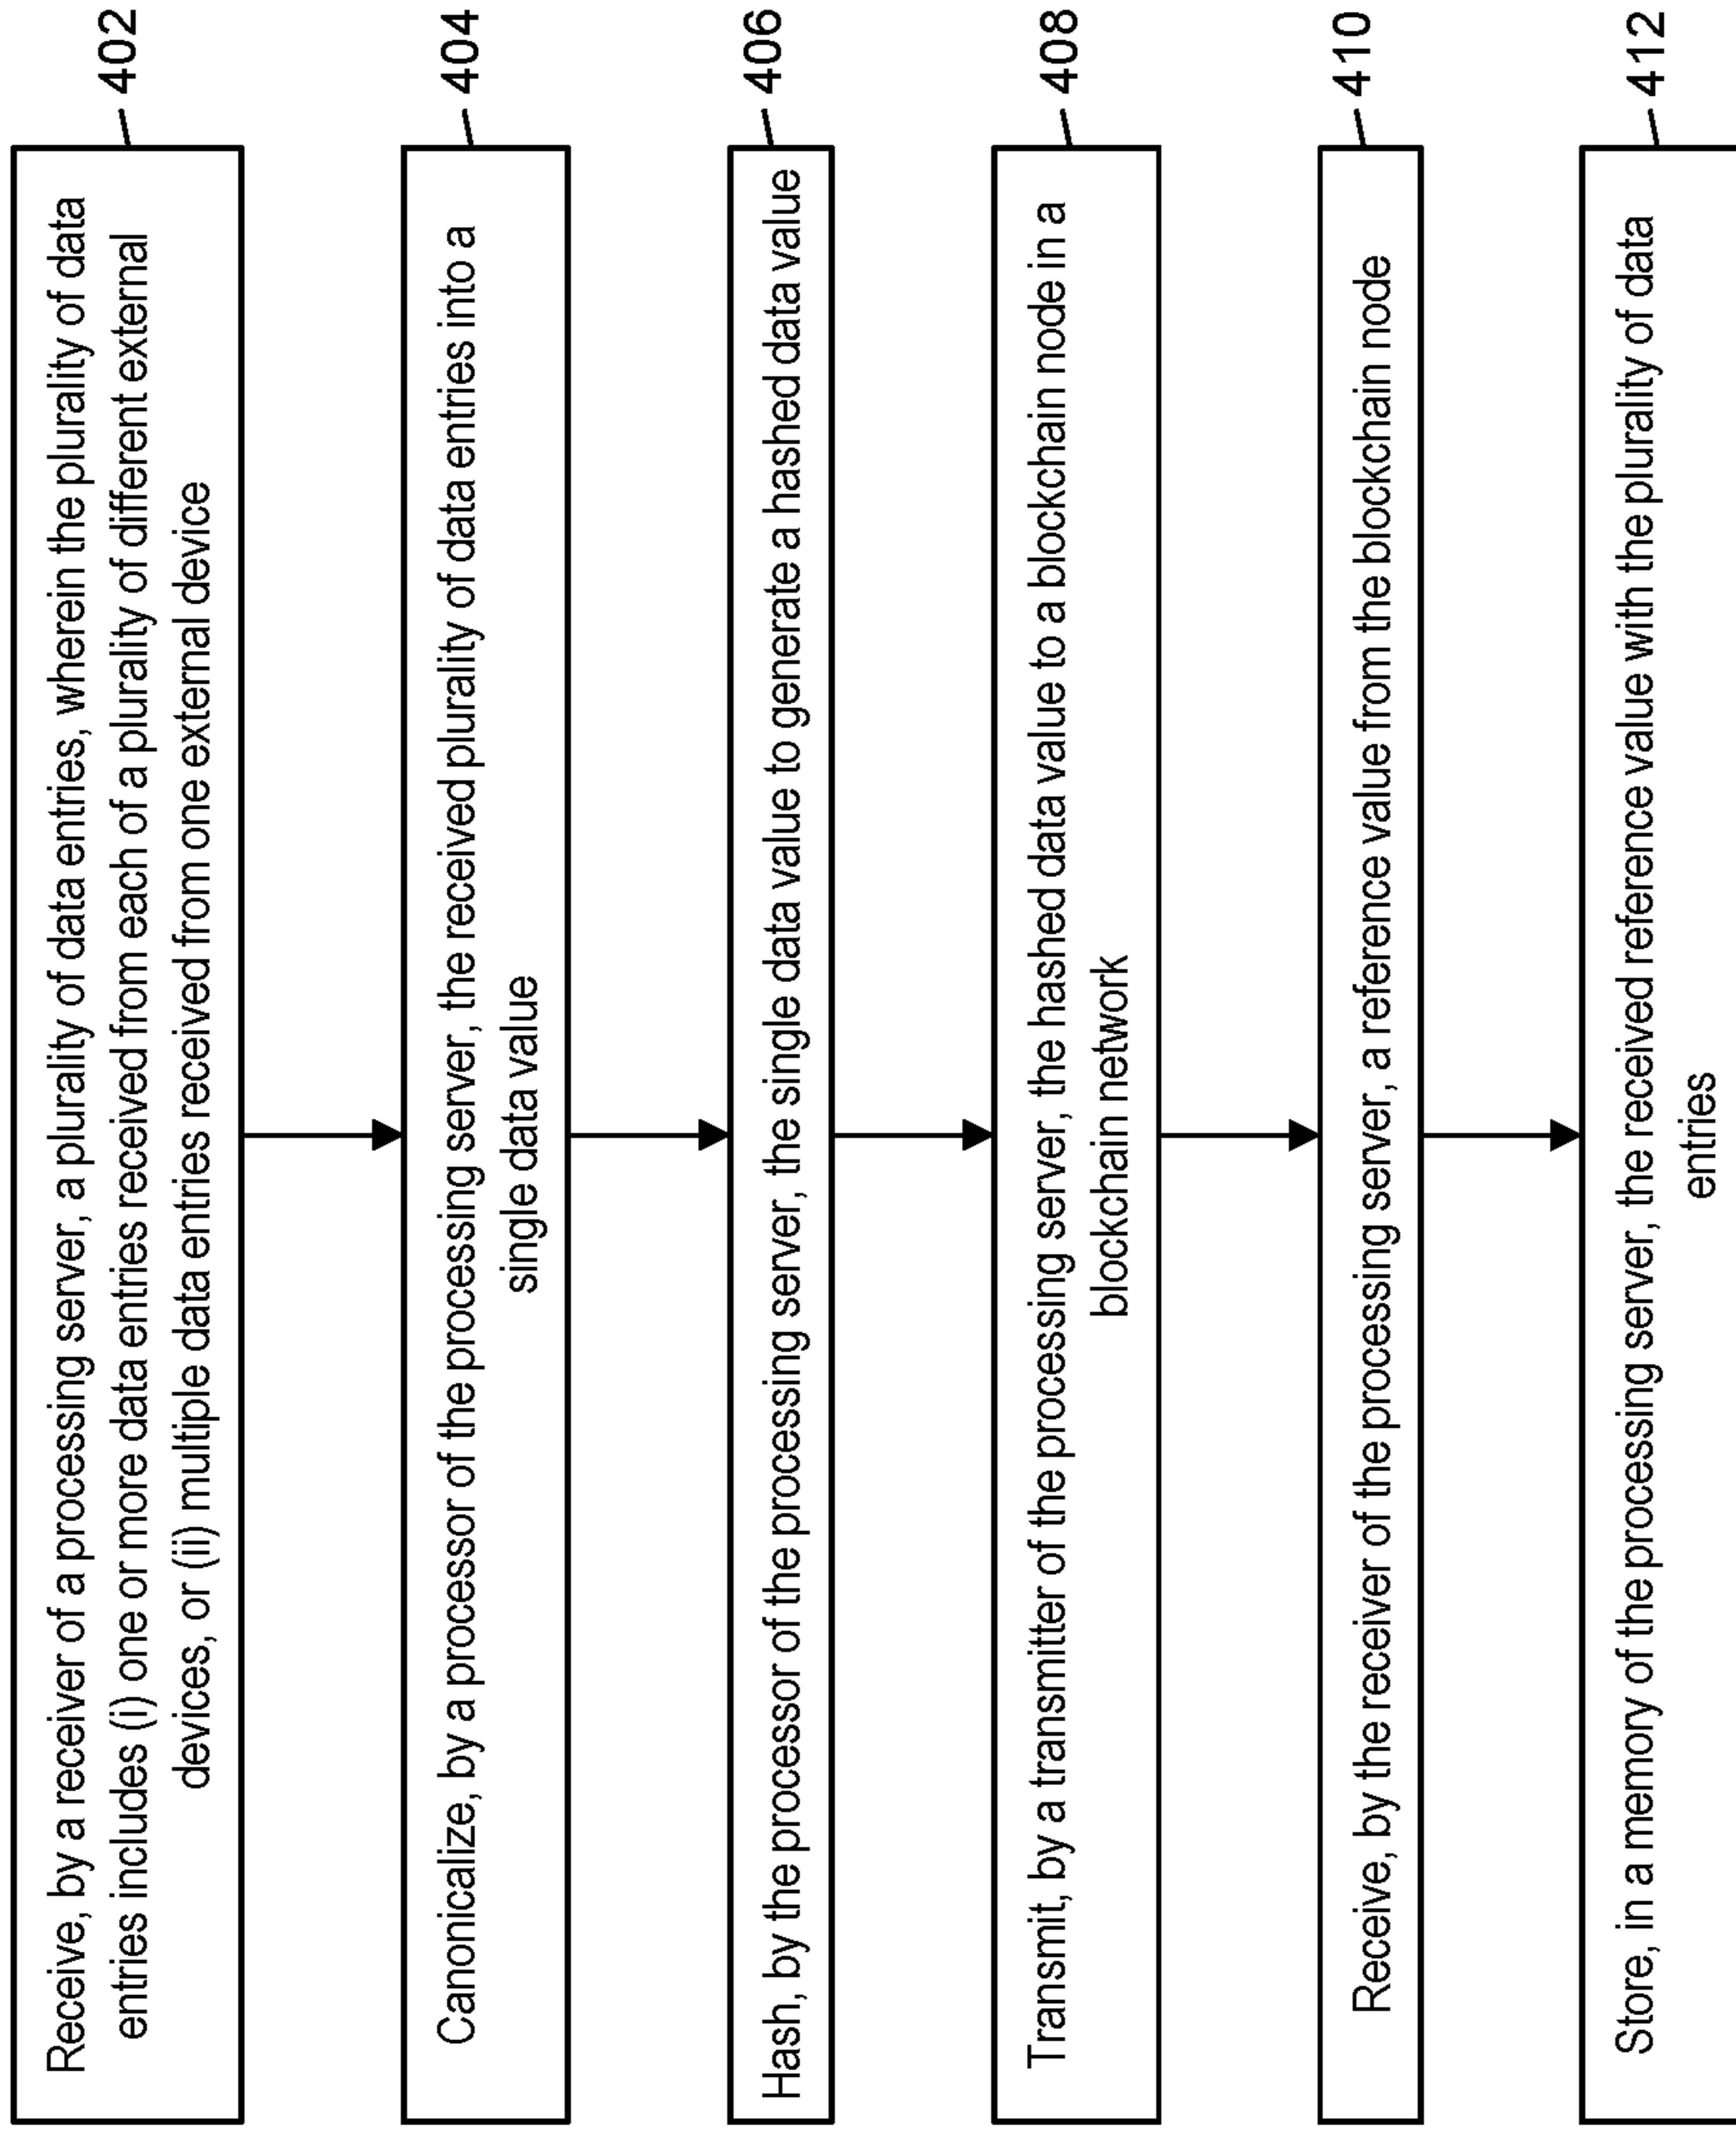 Receive, by a receiver of a processing server, a plurality of data entries, wherein the plurality of data
entries includes (i) one or more data entries received from each of a plurality of different external
devices, or (ii) multiple data entries received from one external device
402
Canonicalize, by a processor of the processing server, the received plurality of data entries into a
single data value
404
Hash, by the processor of the processing server, the single data value to generate a hashed data value
406
Transmit, by a transmitter of the processing server, the hashed data value to a blockchain node in a
blockchain network
408
Receive, by the receiver of the processing server, a reference value from the blockchain node
410
Store, in a memory of the processing server, the received reference value with the plurality of data
entries
412